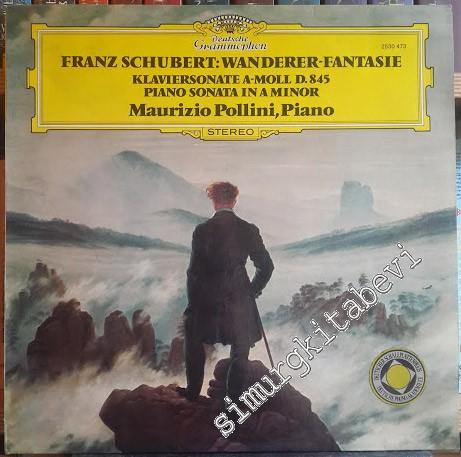 Deutsche
Grammophon
2530 473
FRANZ SCHUBERT: WANDERER-FANTASIE
KLAVIERSONATE A-MOLL D. 845
PIANO SONATA IN A MINOR
Maurizio Pollini, Piano
STEREO
simurgkitabevi